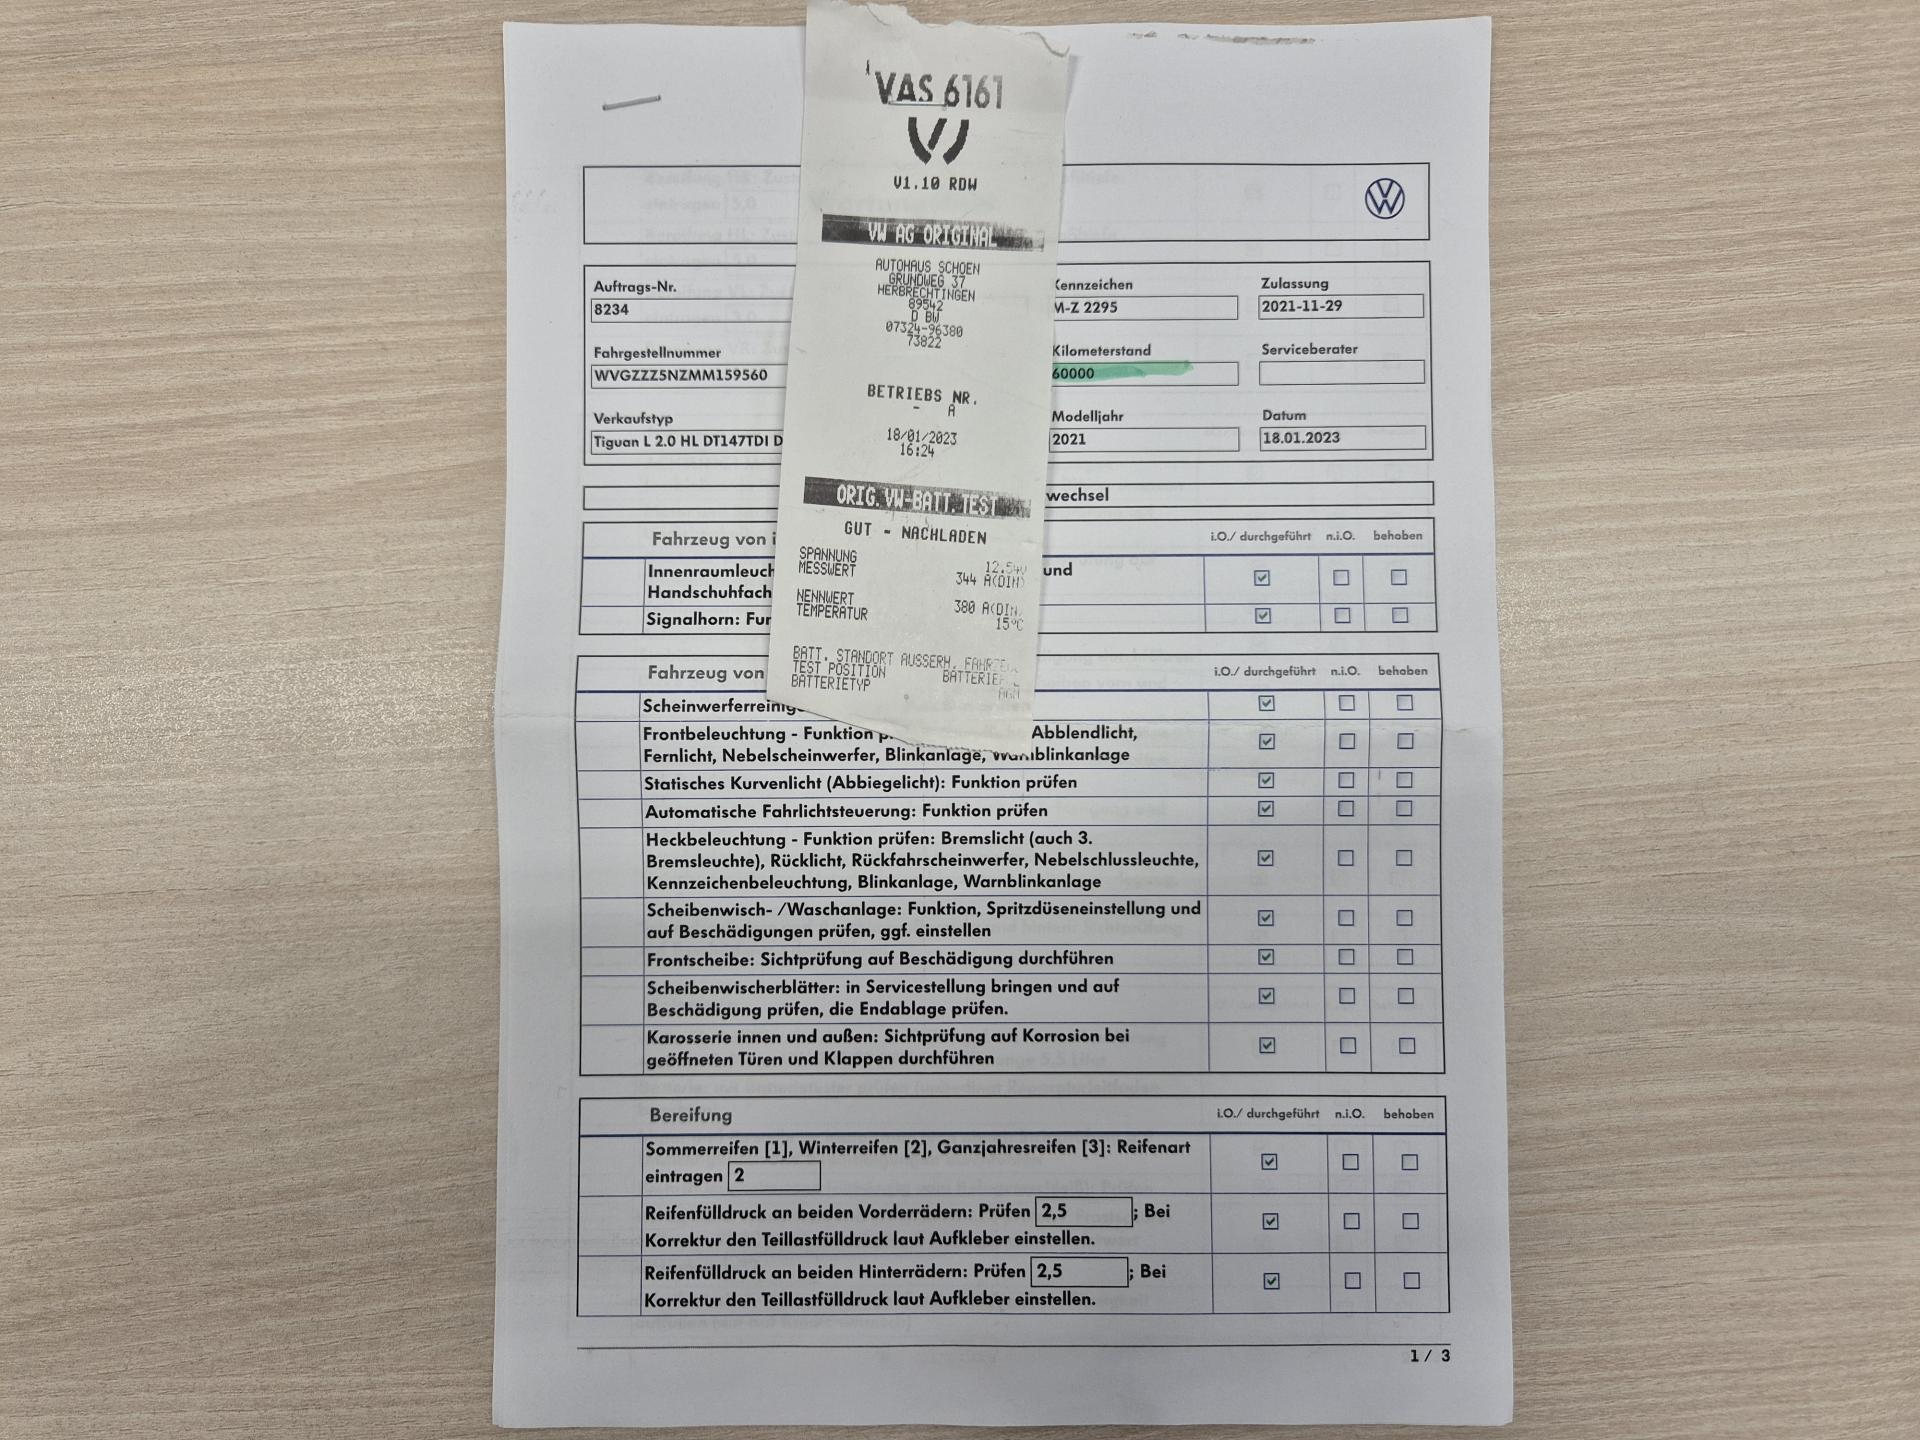 VAS 6161
V1.10 RDW
VW AG ORIGINAL
AUTOHAUS SCHOEN
GRUNDWEG 37
HERBRECHTINGEN
89542
D BW
07324-96380
73822
BETRIEBS NR.
- A
18/01/2023
16:24
ORIG. VW-BATT. TEST
GUT - NACHLADEN
SPANNUNG 12.54V
MESSWERT 344 A(DIN)
NENNWERT 380 A(DIN
TEMPERATUR 15°C
BATT. STANDORT AUSSERH.
TEST POSITION
BATTERIETYP AGM
Auftrags-Nr.
8234
Kennzeichen
M-Z 2295
Zulassung
2021-11-29
Fahrgestellnummer
WVGZZZ5NZMM159560
Kilometerstand
60000
Serviceberater
Verkaufstyp
Tiguan L 2.0 HL DT147TDI D
Modelljahr
2021
Datum
18.01.2023
wechsel
Fahrzeug von i
i.O./ durchgeführt n.i.O. behoben
Innenraumleuch und
Handschuhfach
Signalhorn: Fun
Fahrzeug von
i.O./ durchgeführt n.i.O. behoben
Scheinwerferreinig
Frontbeleuchtung - Funktion p Abblendlicht,
Fernlicht, Nebelscheinwerfer, Blinkanlage, Warnblinkanlage
Statisches Kurvenlicht (Abbiegelicht): Funktion prüfen
Automatische Fahrlichtsteuerung: Funktion prüfen
Heckbeleuchtung - Funktion prüfen: Bremslicht (auch 3.
Bremsleuchte), Rücklicht, Rückfahrscheinwerfer, Nebelschlussleuchte,
Kennzeichenbeleuchtung, Blinkanlage, Warnblinkanlage
Scheibenwisch- /Waschanlage: Funktion, Spritzdüseneinstellung und
auf Beschädigungen prüfen, ggf. einstellen
Frontscheibe: Sichtprüfung auf Beschädigung durchführen
Scheibenwischerblätter: in Servicestellung bringen und auf
Beschädigung prüfen, die Endablage prüfen.
Karosserie innen und außen: Sichtprüfung auf Korrosion bei
geöffneten Türen und Klappen durchführen
Bereifung
i.O./ durchgeführt n.i.O. behoben
Sommerreifen [1], Winterreifen [2], Ganzjahresreifen [3]: Reifenart
eintragen 2
Reifenfülldruck an beiden Vorderrädern: Prüfen 2,5 ; Bei
Korrektur den Teillastfülldruck laut Aufkleber einstellen.
Reifenfülldruck an beiden Hinterrädern: Prüfen 2,5 ; Bei
Korrektur den Teillastfülldruck laut Aufkleber einstellen.
1 / 3